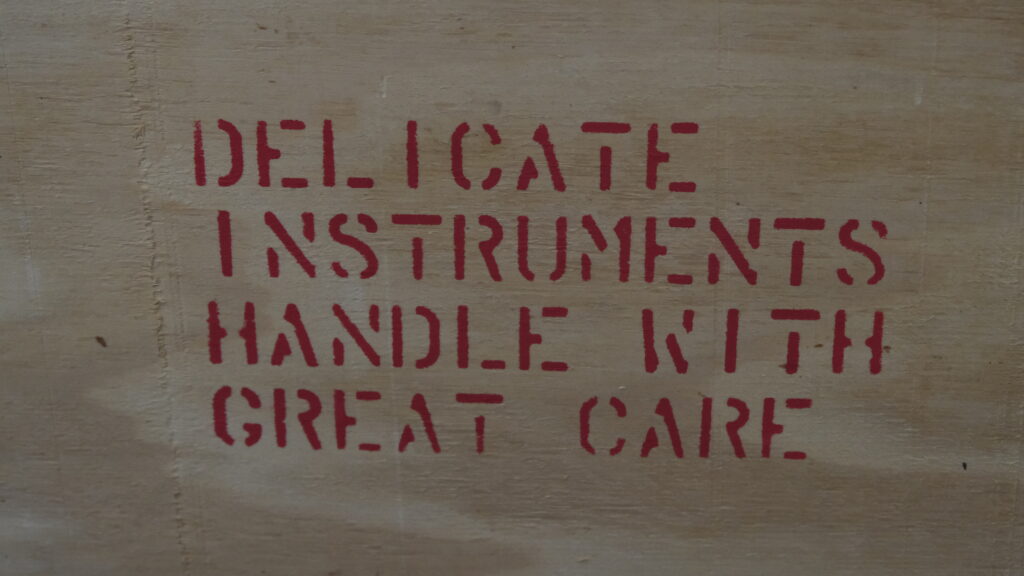 DELICATE
INSTRUMENTS
HANDLE WITH
GREAT CARE